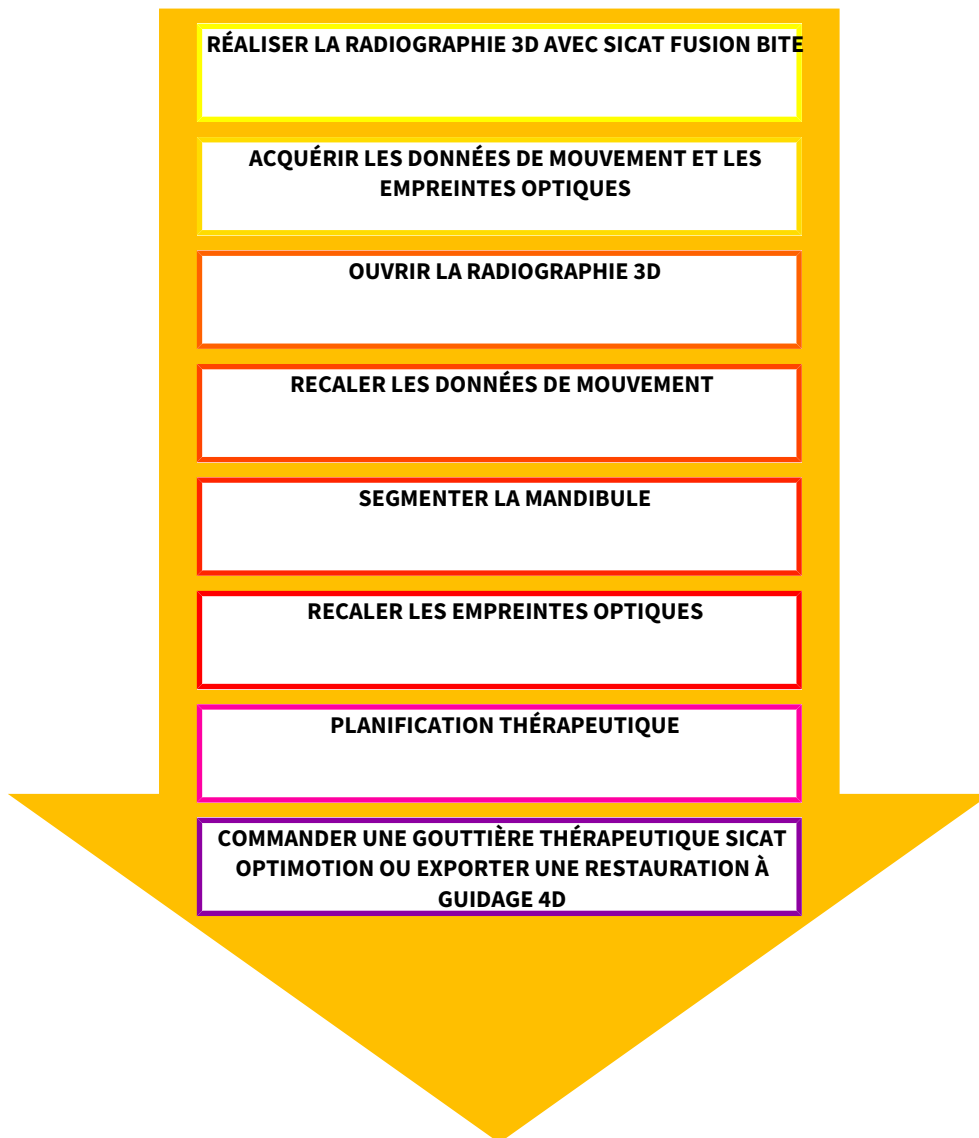 RÉALISER LA RADIOGRAPHIE 3D AVEC SICAT FUSION BITE
ACQUÉRIR LES DONNÉES DE MOUVEMENT ET LES
EMPREINTES OPTIQUES
OUVRIR LA RADIOGRAPHIE 3D
RECALER LES DONNÉES DE MOUVEMENT
SEGMENTER LA MANDIBULE
RECALER LES EMPREINTES OPTIQUES
PLANIFICATION THÉRAPEUTIQUE
COMMANDER UNE GOUTTIÈRE THÉRAPEUTIQUE SICAT
OPTIMOTION OU EXPORTER UNE RESTAURATION À
GUIDAGE 4D